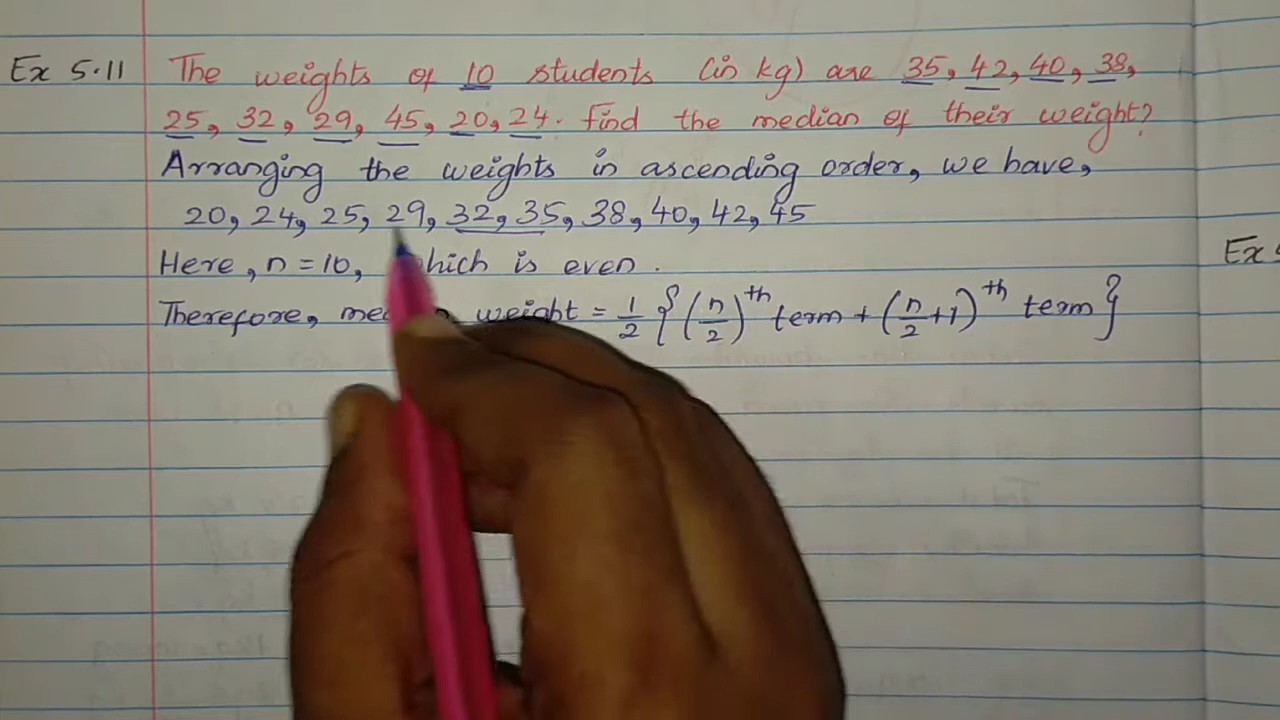 Ex 5.11 The weights of 10 students (in kg) are 35, 42, 40, 38,
25, 32, 29, 45, 20, 24. Find the median of their weight?
Arranging the weights in ascending order, we have,
20, 24, 25, 29, 32, 35, 38, 40, 42, 45
Here, n = 10, which is even.
Therefore, weight = 1/2 {(n/2)^th term + (n/2+1)^th term}
Ex